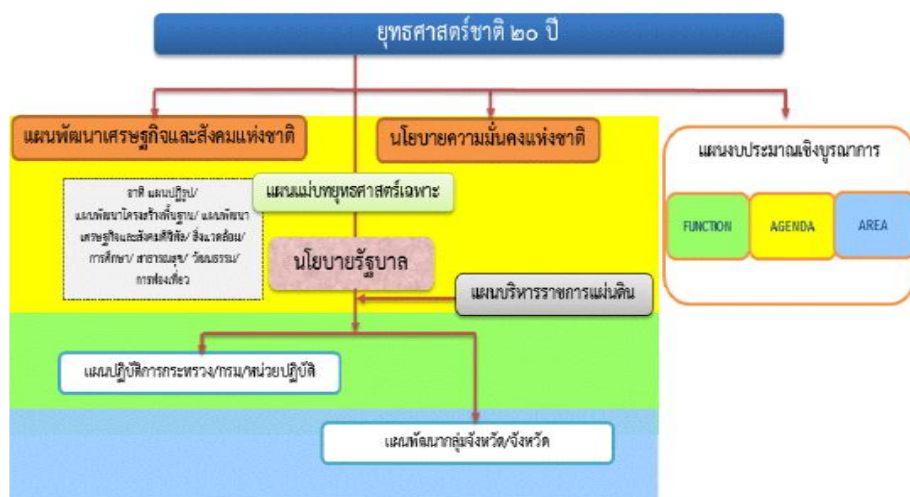 ยุทธศาสตร์ชาติ ๒๐ ปี
แผนพัฒนาเศรษฐกิจและสังคมแห่งชาติ
นโยบายความมั่นคงแห่งชาติ
แผนงบประมาณเชิงบูรณาการ
FUNCTION
AGENDA
AREA
แผนแม่บทยุทธศาสตร์เฉพาะ
อาทิ แผนปฏิรูป/
แผนพัฒนาโครงสร้างพื้นฐาน/ แผนพัฒนา
เศรษฐกิจและสังคมดิจิทัล/ สิ่งแวดล้อม/
การศึกษา/ สาธารณสุข/ วัฒนธรรม/
การท่องเที่ยว
นโยบายรัฐบาล
แผนบริหารราชการแผ่นดิน
แผนปฏิบัติการกระทรวง/กรม/หน่วยปฏิบัติ
แผนพัฒนากลุ่มจังหวัด/จังหวัด